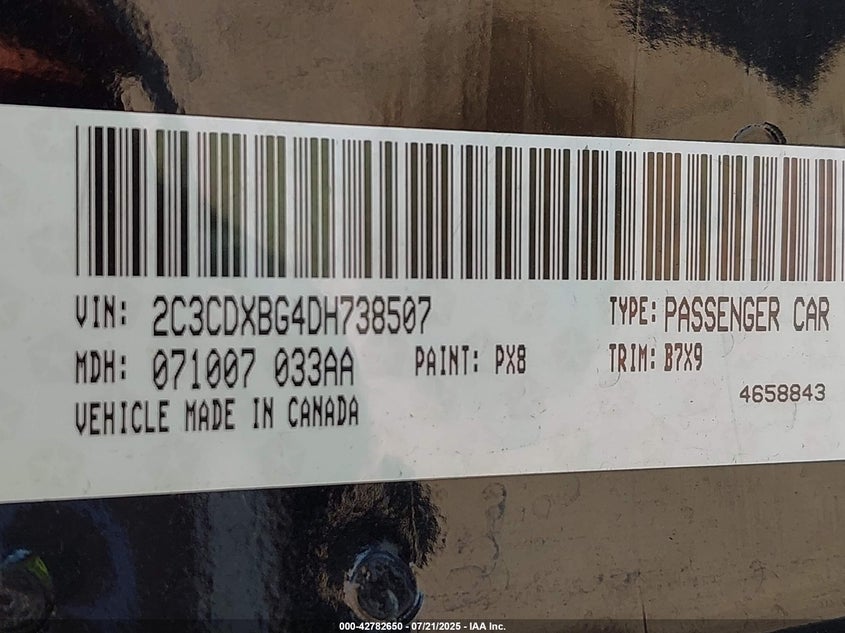 VIN: 2C3CDXBG4DH738507 TYPE: PASSENGER CAR
MDH: 071007 033AA PAINT: PX8 TRIM: B7X9
4658843
VEHICLE MADE IN CANADA
000-42782650 - 07/21/2025 - IAA Inc.